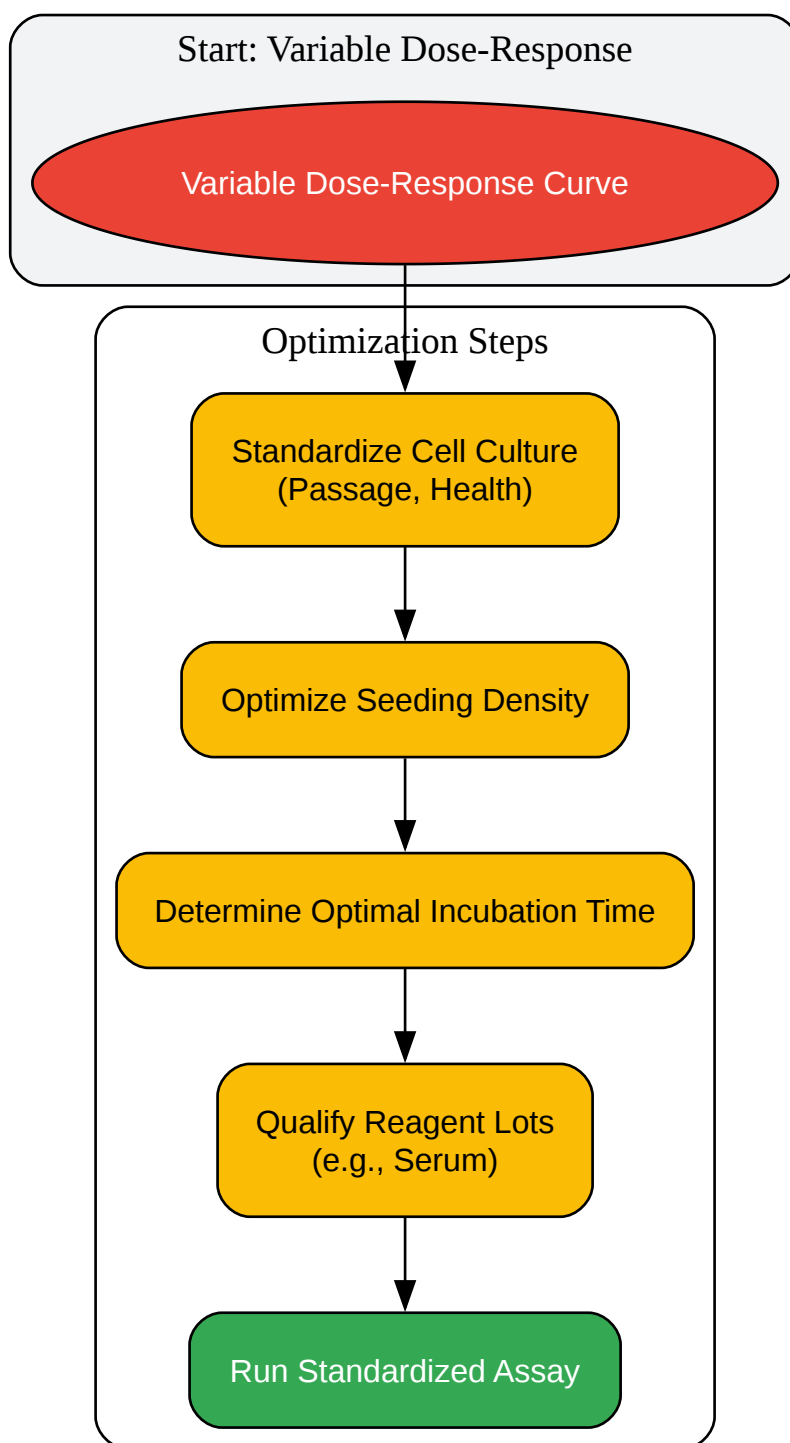 Start: Variable Dose-Response
Variable Dose-Response Curve
Optimization Steps
Standardize Cell Culture
(Passage, Health)
Optimize Seeding Density
Determine Optimal Incubation Time
Qualify Reagent Lots
(e.g., Serum)
Run Standardized Assay